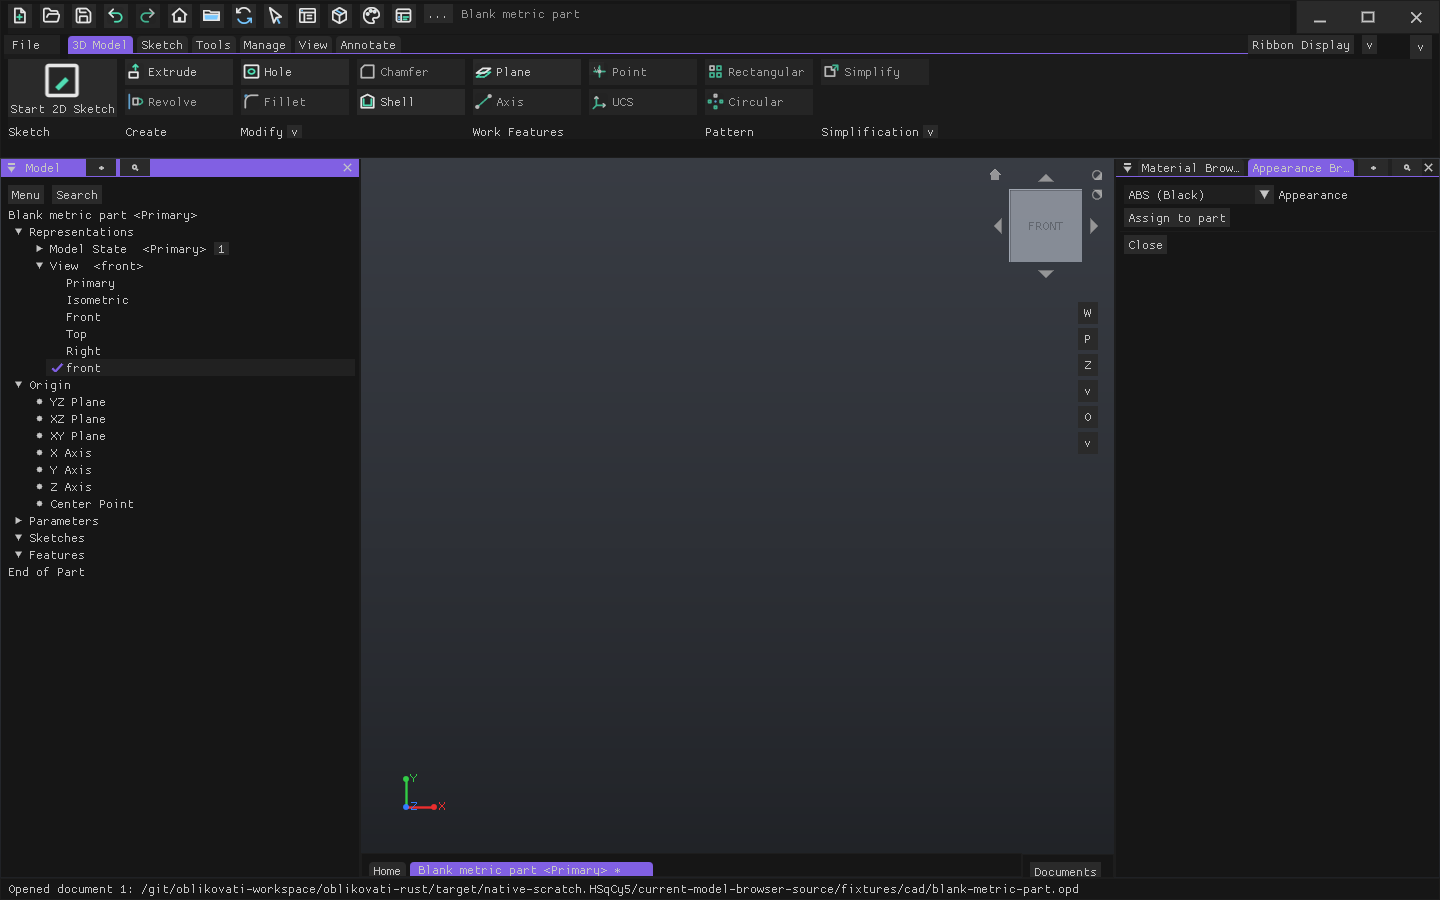 ... Blank metric part
File 3D Model Sketch Tools Manage View Annotate Ribbon Display v v
Extrude Hole Chamfer Plane Point Rectangular Simplify
Start 2D Sketch Revolve Fillet Shell Axis UCS Circular
Sketch Create Modify v Work Features Pattern Simplification v
Model
Menu Search
Blank metric part <Primary>
Representations
Model State <Primary> 1
View <front>
Primary
Isometric
Front
Top
Right
front
Origin
YZ Plane
XZ Plane
XY Plane
X Axis
Y Axis
Z Axis
Center Point
Parameters
Sketches
Features
End of Part
FRONT
W
P
Z
v
O
v
Y
Z X
Material Brow… Appearance Br…
ABS (Black) Appearance
Assign to part
Close
Home Blank metric part <Primary> * Documents
Opened document 1: /git/oblikovati-workspace/oblikovati-rust/target/native-scratch.HSqCy5/current-model-browser-source/fixtures/cad/blank-metric-part.opd